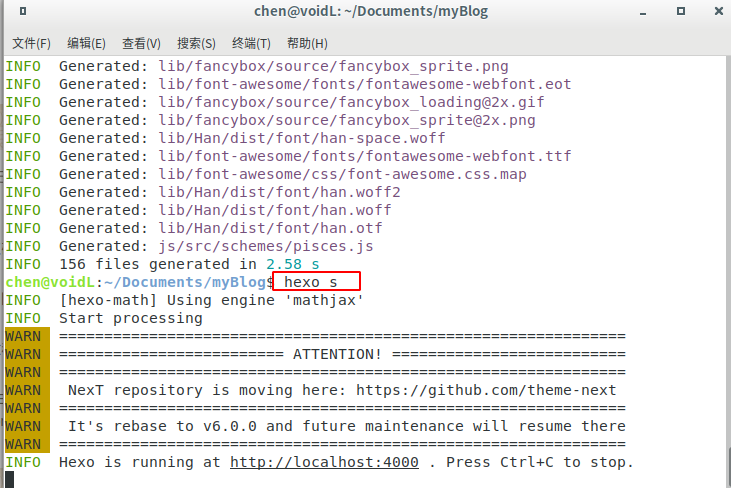 chen@voidL: ~/Documents/myBlog
文件(F) 编辑(E) 查看(V) 搜索(S) 终端(T) 帮助(H)
INFO  Generated: lib/fancybox/source/fancybox_sprite.png
INFO  Generated: lib/font-awesome/fonts/fontawesome-webfont.eot
INFO  Generated: lib/fancybox/source/fancybox_loading@2x.gif
INFO  Generated: lib/fancybox/source/fancybox_sprite@2x.png
INFO  Generated: lib/Han/dist/font/han-space.woff
INFO  Generated: lib/font-awesome/fonts/fontawesome-webfont.ttf
INFO  Generated: lib/font-awesome/css/font-awesome.css.map
INFO  Generated: lib/Han/dist/font/han.woff2
INFO  Generated: lib/Han/dist/font/han.woff
INFO  Generated: lib/Han/dist/font/han.otf
INFO  Generated: js/src/schemes/pisces.js
INFO  156 files generated in 2.58 s
chen@voidL:~/Documents/myBlog$ hexo s
INFO  [hexo-math] Using engine 'mathjax'
INFO  Start processing
WARN  ===============================================================
WARN  ========================= ATTENTION! ==========================
WARN  ===============================================================
WARN   NexT repository is moving here: https://github.com/theme-next
WARN  ===============================================================
WARN   It's rebase to v6.0.0 and future maintenance will resume there
WARN  ===============================================================
INFO  Hexo is running at http://localhost:4000 . Press Ctrl+C to stop.